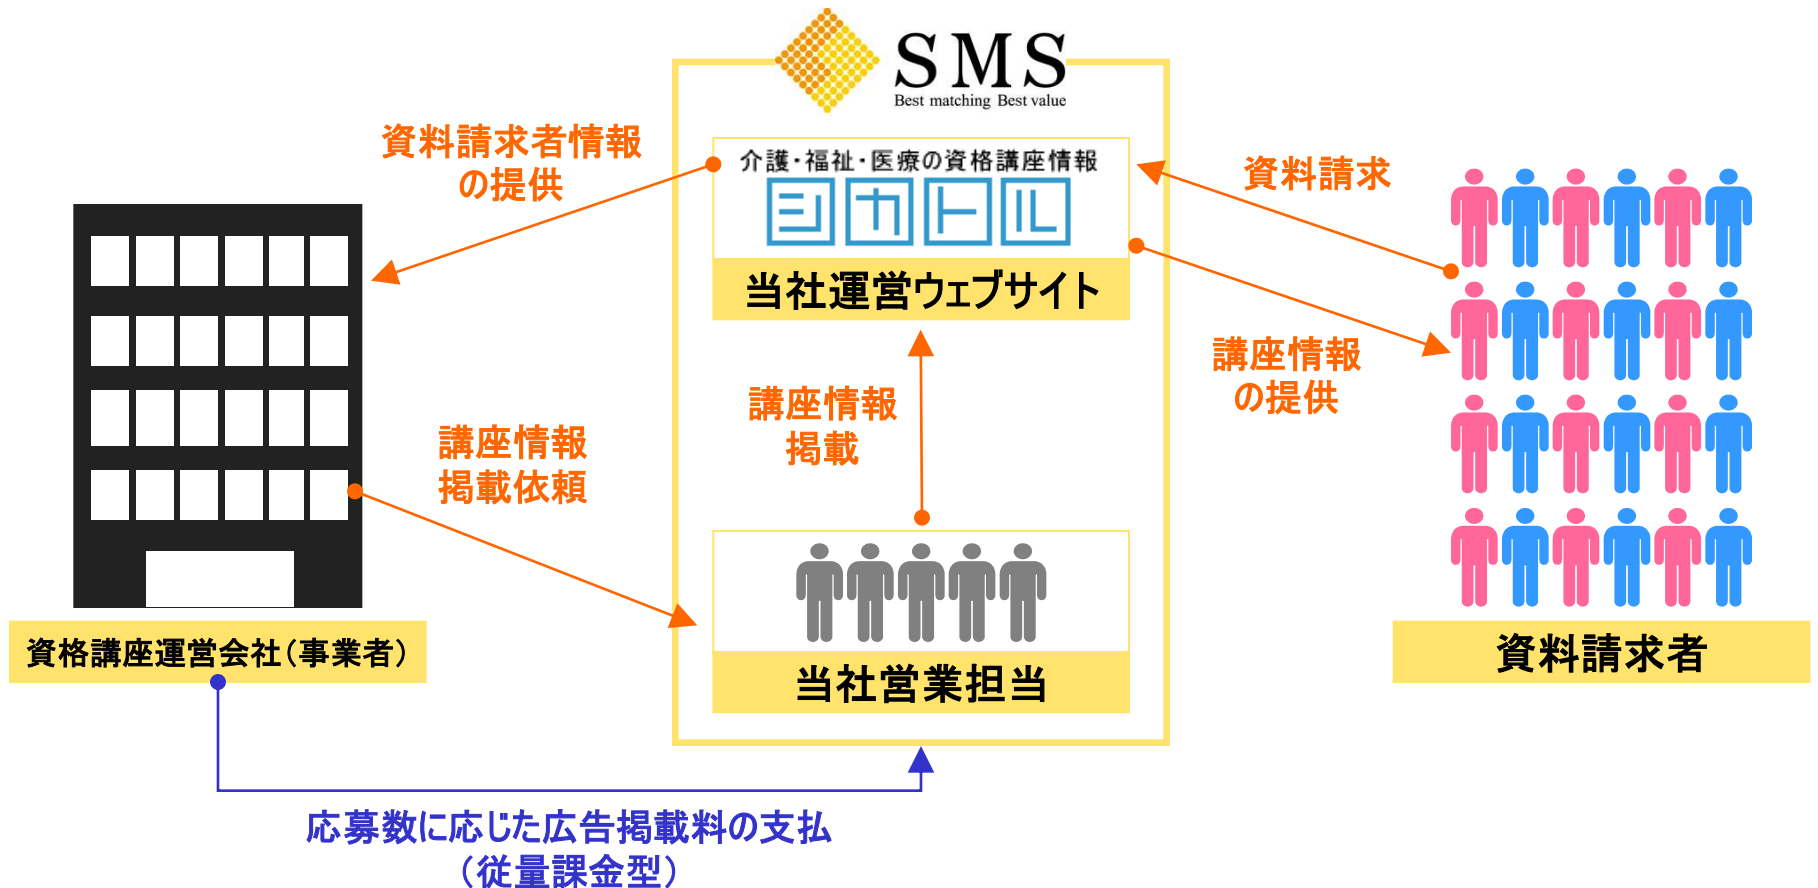 SMS
Best matching Best value
資料請求者情報
の提供
介護・福祉・医療の資格講座情報
シカトル
当社運営ウェブサイト
資料請求
講座情報
の提供
講座情報
掲載
講座情報
掲載依頼
当社営業担当
資格講座運営会社（事業者）
資料請求者
応募数に応じた広告掲載料の支払
（従量課金型）